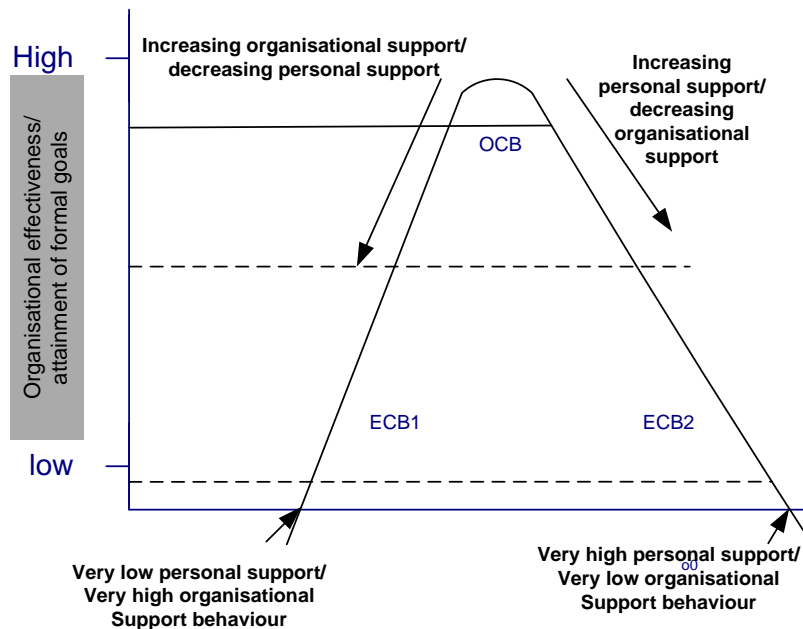 High
Organisational effectiveness/
attainment of formal goals
low
Increasing organisational support/
decreasing personal support
Increasing
personal support/
decreasing
organisational
support
OCB
ECB1
ECB2
Very low personal support/
Very high organisational
Support behaviour
Very high personal support/
o0
Very low organisational
Support behaviour